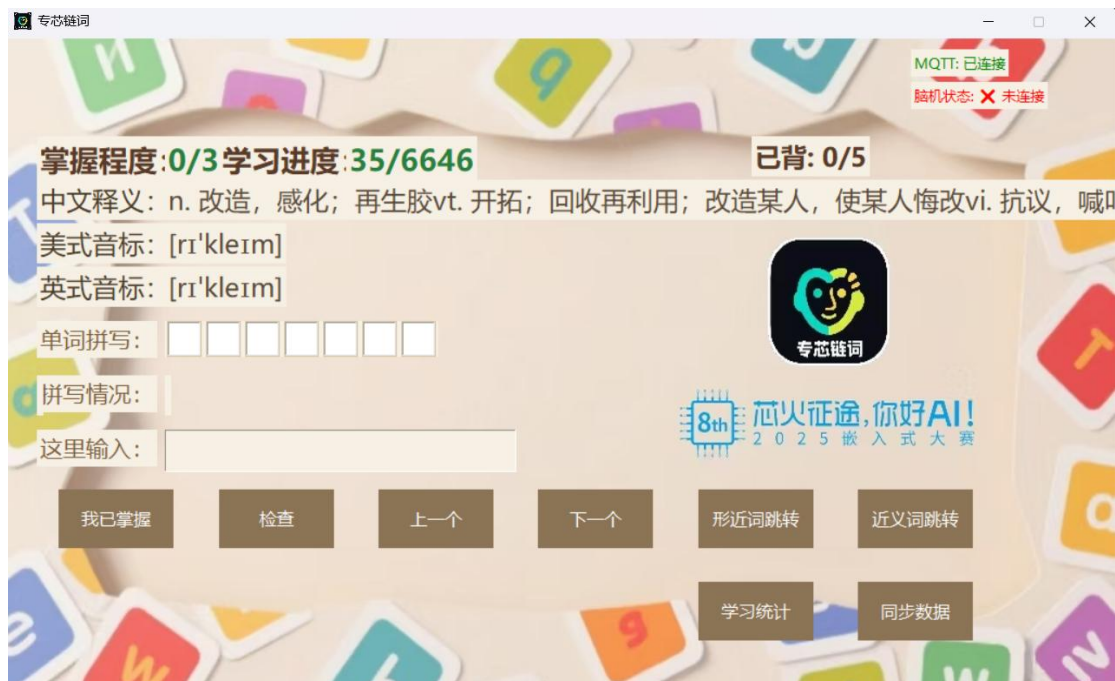 专芯链词
MQTT: 已连接
脑机状态: ❌ 未连接
掌握程度:0/3学习进度:35/6646
已背: 0/5
中文释义：n. 改造，感化；再生胶vt. 开拓；回收再利用；改造某人，使某人悔改vi. 抗议，喊
美式音标：[rɪˈkleɪm]
英式音标：[rɪˈkleɪm]
专芯链词
单词拼写：
拼写情况：
8th 芯火征途,你好AI!
2025嵌入式大赛
这里输入：
我已掌握 检查 上一个 下一个 形近词跳转 近义词跳转
学习统计 同步数据